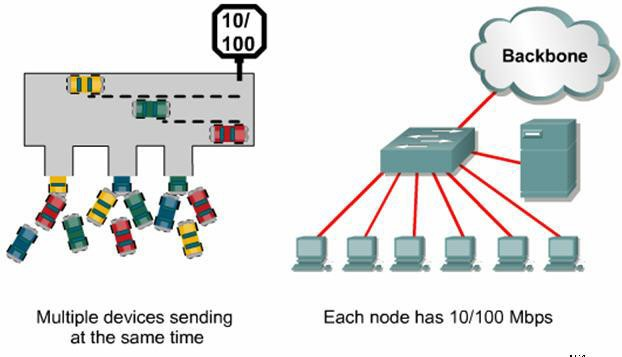 10/
100
Backbone
Multiple devices sending
at the same time
Each node has 10/100 Mbps